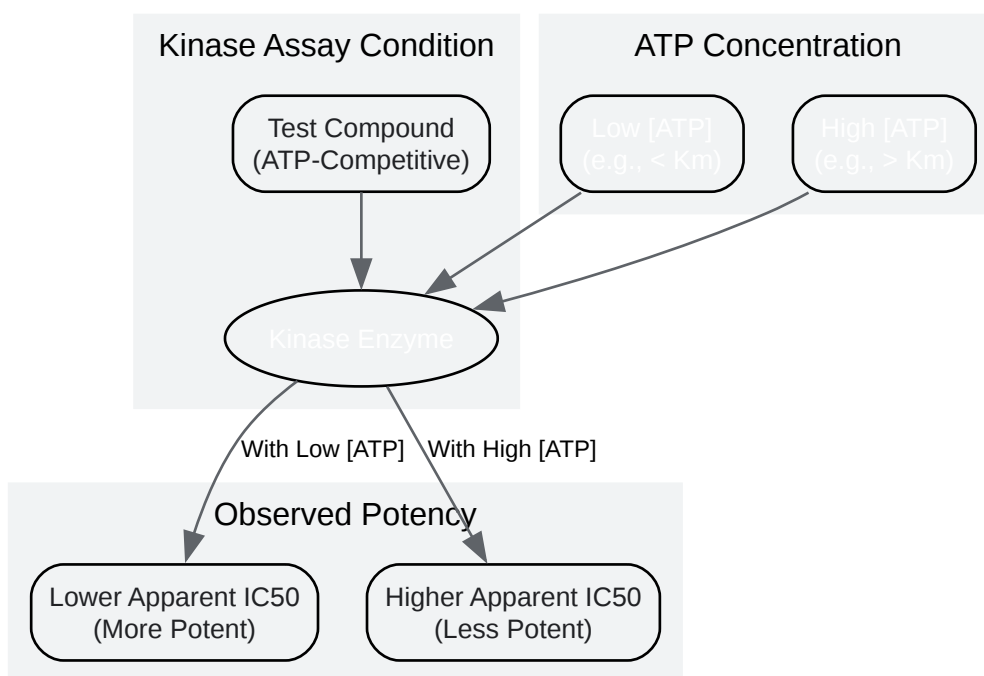 Kinase Assay Condition
ATP Concentration
Test Compound
(ATP-Competitive)
Low [ATP]
(e.g., < Km)
High [ATP]
(e.g., > Km)
Kinase Enzyme
With Low [ATP]
With High [ATP]
Observed Potency
Lower Apparent IC50
(More Potent)
Higher Apparent IC50
(Less Potent)